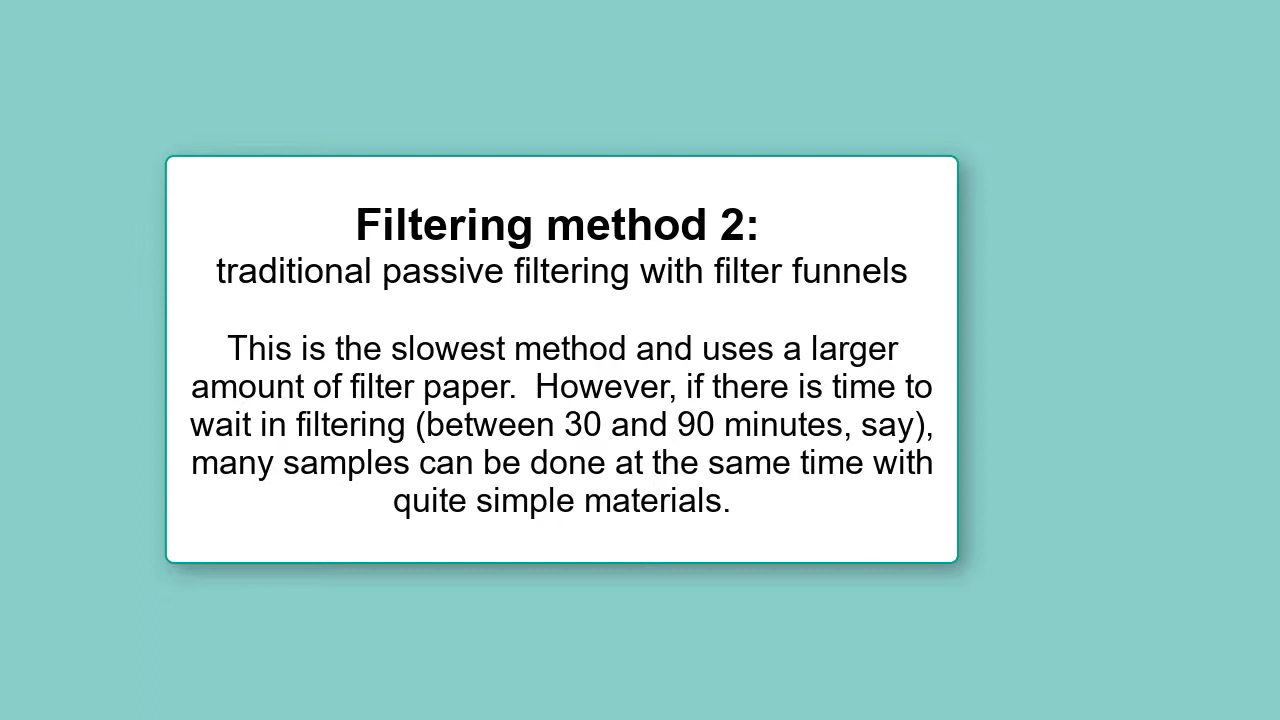 Filtering method 2:
traditional passive filtering with filter funnels
This is the slowest method and uses a larger
amount of filter paper.  However, if there is time to
wait in filtering (between 30 and 90 minutes, say),
many samples can be done at the same time with
quite simple materials.